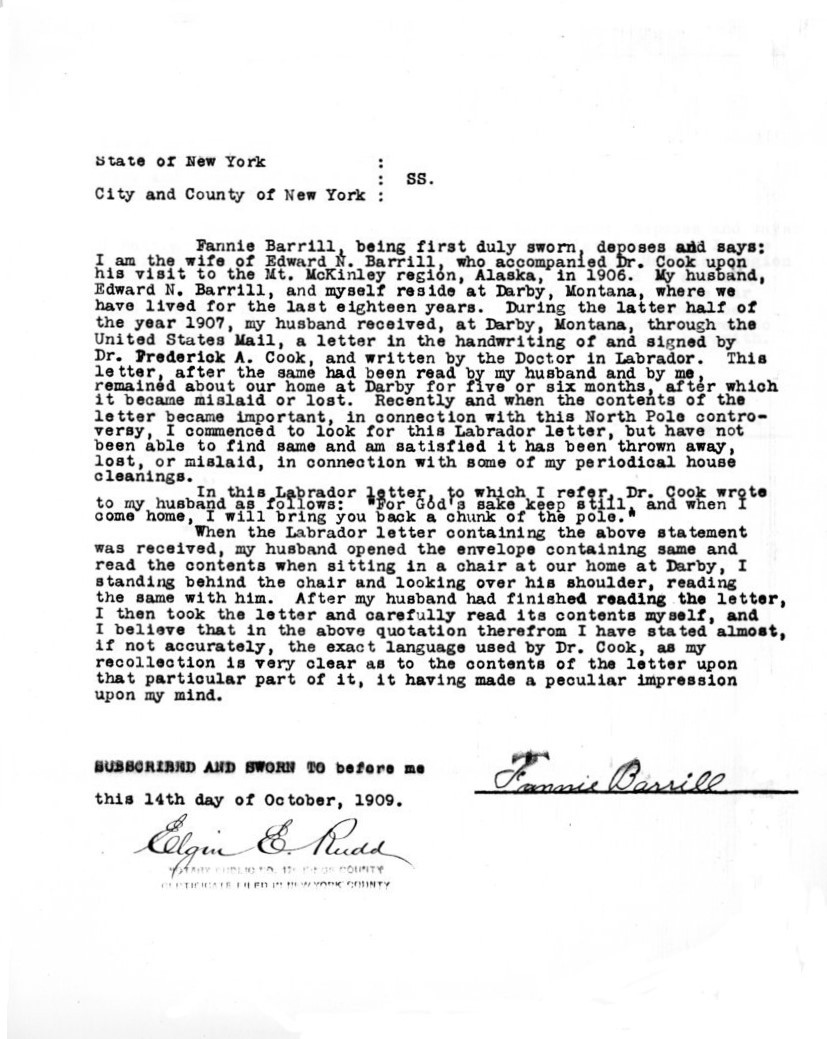 State of New York :
: SS.
City and County of New York :
Fannie Barrill, being first duly sworn, deposes and says:
I am the wife of Edward N. Barrill, who accompanied Dr. Cook upon
his visit to the Mt. McKinley region, Alaska, in 1906. My husband,
Edward N. Barrill, and myself reside at Darby, Montana, where we
have lived for the last eighteen years. During the latter half of
the year 1907, my husband received, at Darby, Montana, through the
United States Mail, a letter in the handwriting of and signed by
Dr. Frederick A. Cook, and written by the Doctor in Labrador. This
letter, after the same had been read by my husband and by me,
remained about our home at Darby for five or six months, after which
it became mislaid or lost. Recently and when the contents of the
letter became important, in connection with this North Pole contro-
versy, I commenced to look for this Labrador letter, but have not
been able to find same and am satisfied it has been thrown away,
lost, or mislaid, in connection with some of my periodical house
cleanings.
In this Labrador letter, to which I refer, Dr. Cook wrote
to my husband as follows: "For God's sake keep still, and when I
come home, I will bring you back a chunk of the pole."
When the Labrador letter containing the above statement
was received, my husband opened the envelope containing same and
read the contents when sitting in a chair at our home at Darby, I
standing behind the chair and looking over his shoulder, reading
the same with him. After my husband had finished reading the letter,
I then took the letter and carefully read its contents myself, and
I believe that in the above quotation therefrom I have stated almost,
if not accurately, the exact language used by Dr. Cook, as my
recollection is very clear as to the contents of the letter upon
that particular part of it, it having made a peculiar impression
upon my mind.
SUBSCRIBED AND SWORN TO before me
Fannie Barrill
this 14th day of October, 1909.
Elgin E. Rudd
NOTARY PUBLIC KINGS COUNTY
CERTIFICATE FILED IN NEW YORK COUNTY